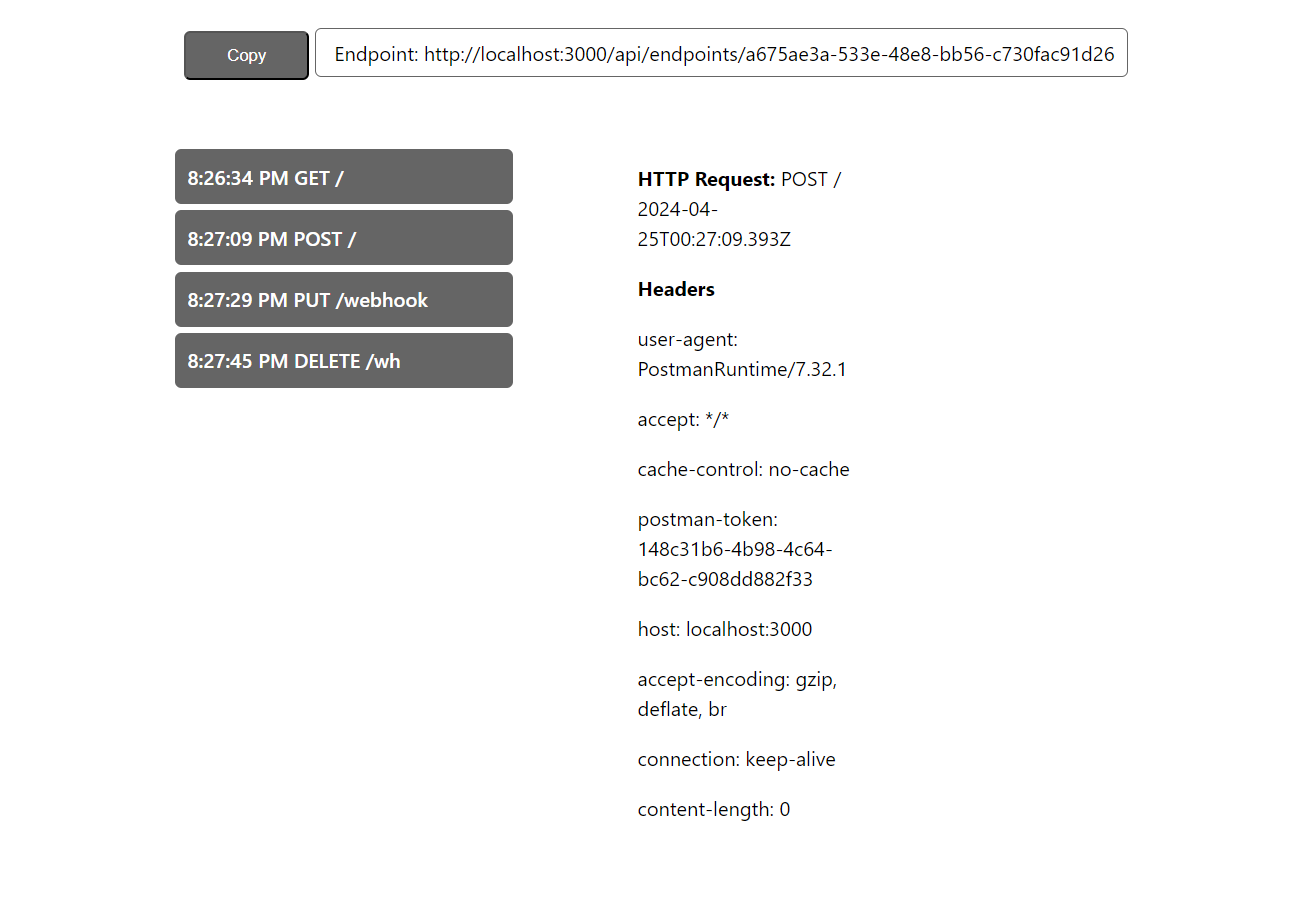 Copy
Endpoint: http://localhost:3000/api/endpoints/a675ae3a-533e-48e8-bb56-c730fac91d26
8:26:34 PM GET /
8:27:09 PM POST /
8:27:29 PM PUT /webhook
8:27:45 PM DELETE /wh
HTTP Request: POST /
2024-04-
25T00:27:09.393Z
Headers
user-agent:
PostmanRuntime/7.32.1
accept: */*
cache-control: no-cache
postman-token:
148c31b6-4b98-4c64-
bc62-c908dd882f33
host: localhost:3000
accept-encoding: gzip,
deflate, br
connection: keep-alive
content-length: 0